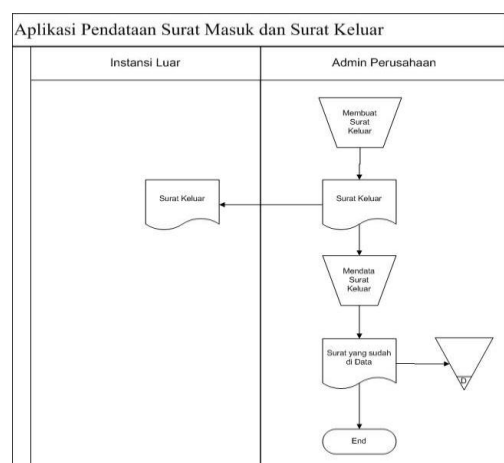 Aplikasi Pendataan Surat Masuk dan Surat Keluar
Instansi Luar
Admin Perusahaan
Membuat
Surat
Keluar
Surat Keluar
Surat Keluar
Mendata
Surat
Keluar
Surat yang sudah
di Data
D
End